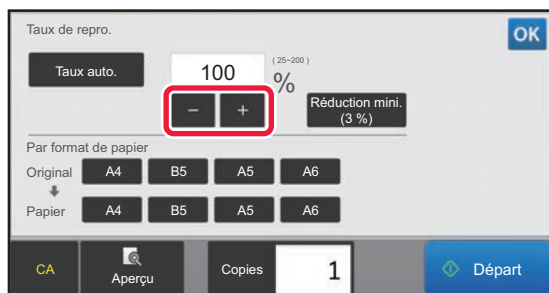 Taux de repro.
OK
Taux auto.
100
(25~200)
%
− +
Réduction mini.
(3 %)
Par format de papier
Original A4 B5 A5 A6
Papier A4 B5 A5 A6
CA
Aperçu
Copies 1
Départ